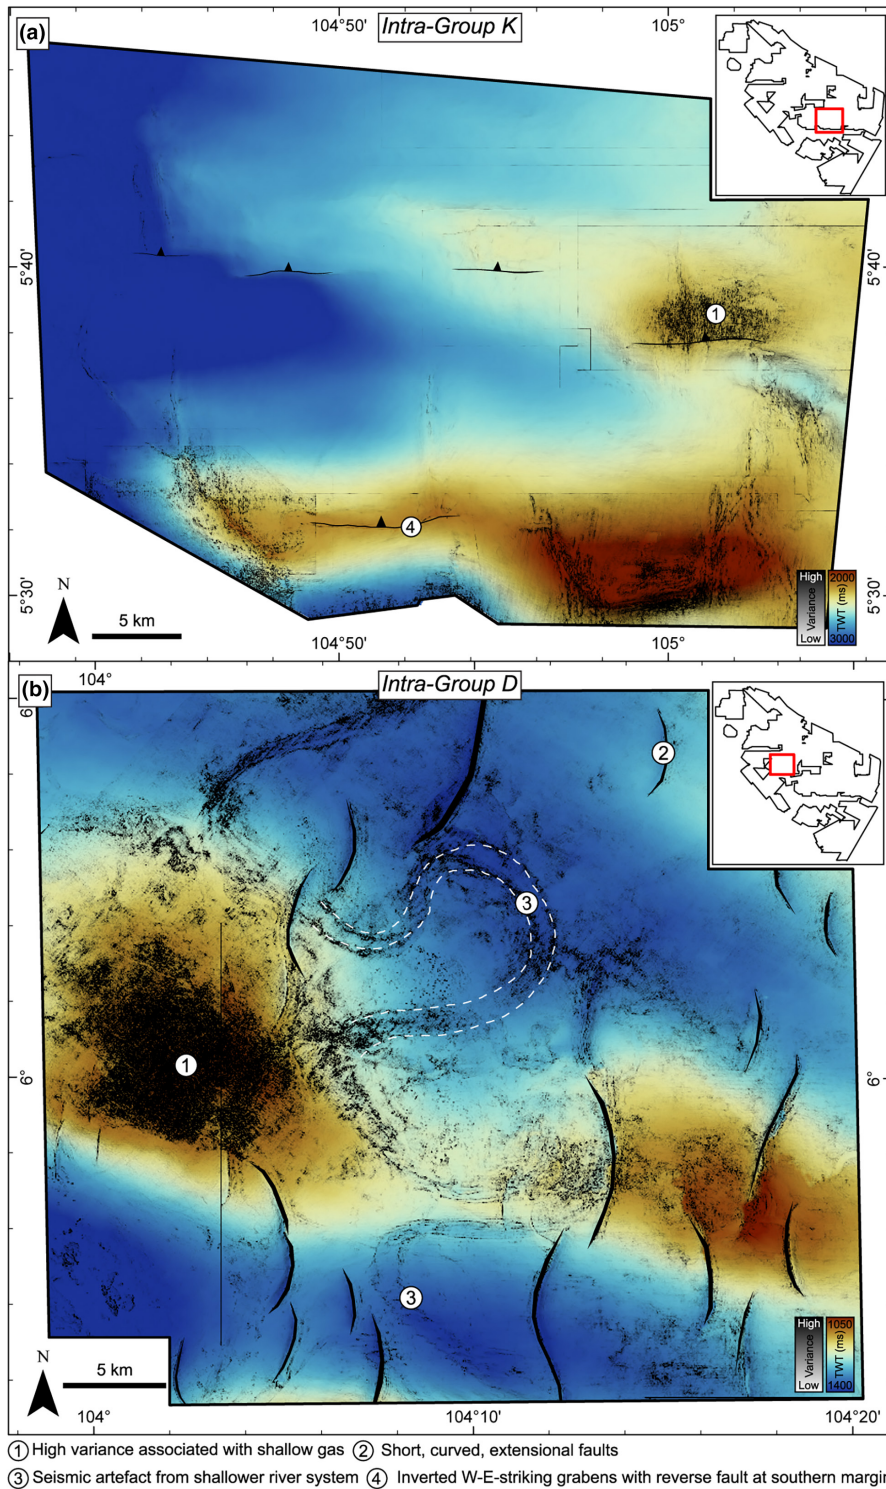 (a)
104°50'
Intra-Group K
105°
5°40'
5°40'
1
4
5°30'
5°30'
N
5 km
High
Variance
Low
2000
TWT (ms)
3000
104°50'
105°
(b)
104°
Intra-Group D
6°
2
3
1
6°
6°
3
N
5 km
High
Variance
Low
1050
TWT (ms)
1400
104°
104°10'
104°20'
1 High variance associated with shallow gas 2 Short, curved, extensional faults
3 Seismic artefact from shallower river system 4 Inverted W-E-striking grabens with reverse fault at southern margin